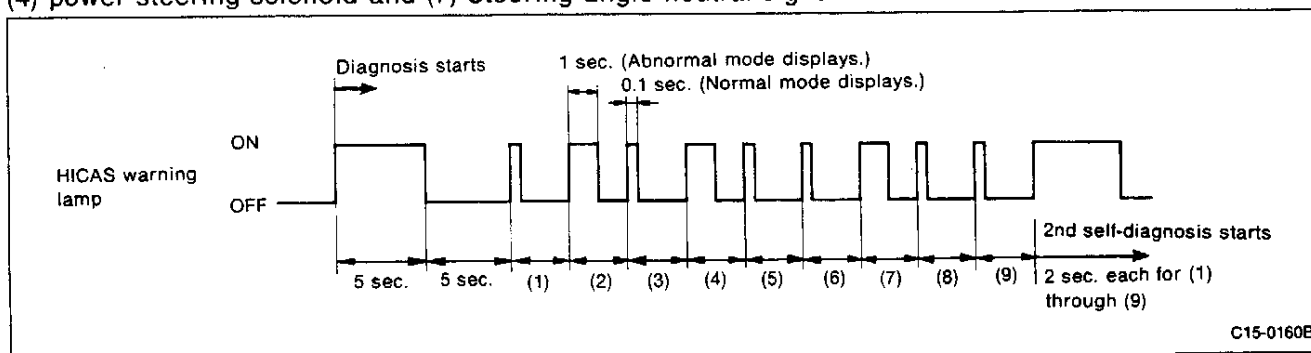 (4) power steering solenoid and (7) steering angle neutral
Diagnosis starts
1 sec. (Abnormal mode displays.)
0.1 sec. (Normal mode displays.)
ON
HICAS warning
lamp
OFF
2nd self-diagnosis starts
5 sec.
5 sec.
(1)
(2)
(3)
(4)
(5)
(6)
(7)
(8)
(9)
2 sec. each for (1)
through (9)
C15-0160B